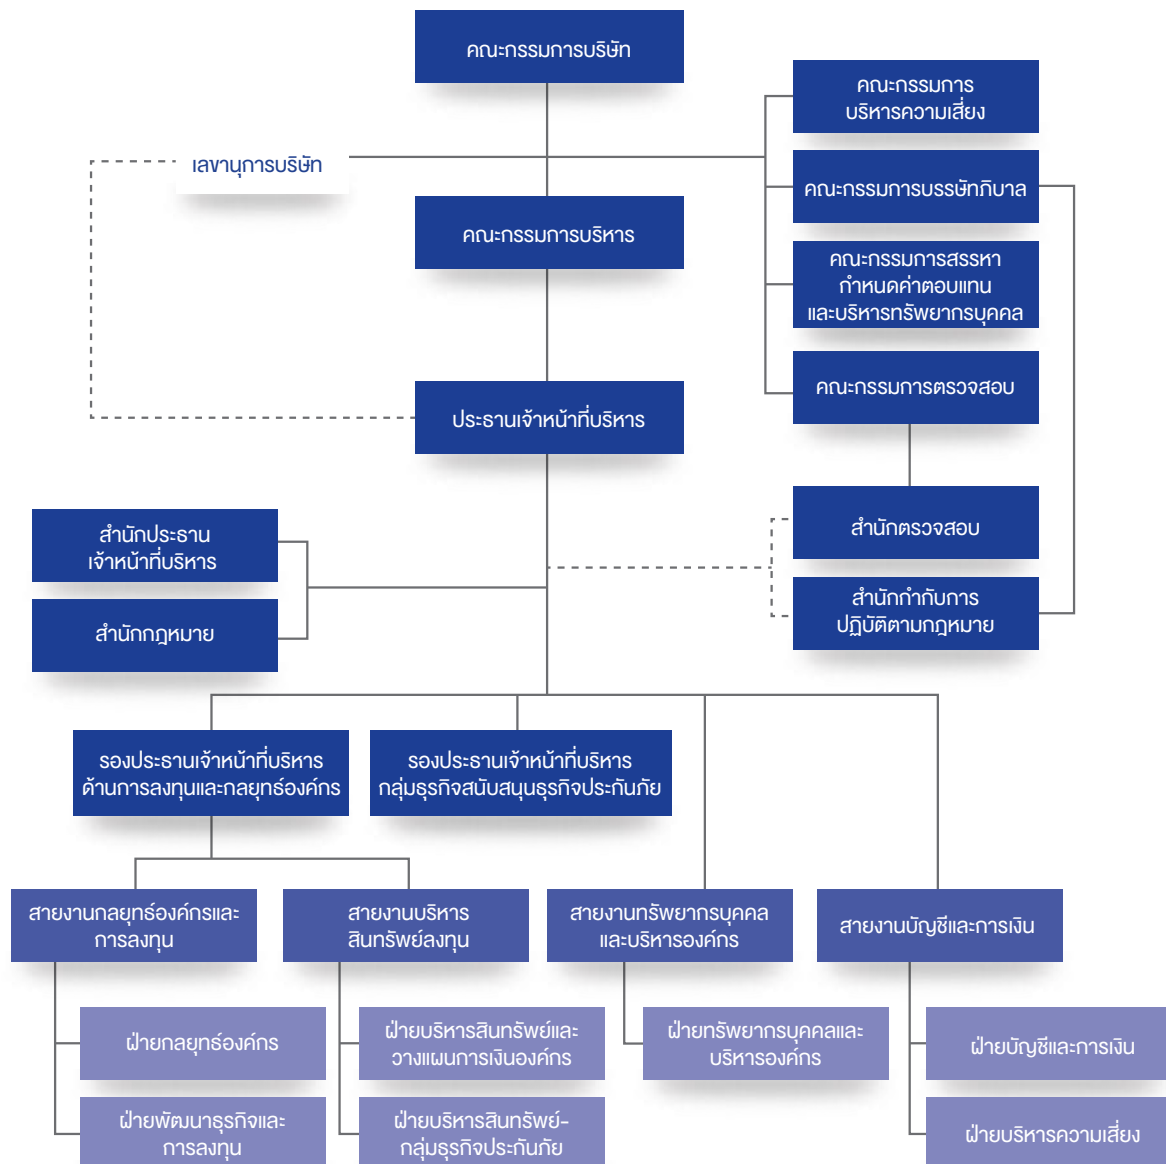 คณะกรรมการบริษัท
คณะกรรมการ
บริหารความเสี่ยง
เลขานุการบริษัท
คณะกรรมการบรรษัทภิบาล
คณะกรรมการบริหาร
คณะกรรมการสรรหา
กำหนดค่าตอบแทน
และบริหารทรัพยากรบุคคล
คณะกรรมการตรวจสอบ
ประธานเจ้าหน้าที่บริหาร
สำนักประธาน
เจ้าหน้าที่บริหาร
สำนักตรวจสอบ
สำนักกฎหมาย
สำนักกำกับการ
ปฏิบัติตามกฎหมาย
รองประธานเจ้าหน้าที่บริหาร
ด้านการลงทุนและกลยุทธ์องค์กร
รองประธานเจ้าหน้าที่บริหาร
กลุ่มธุรกิจสนับสนุนธุรกิจประกันภัย
สายงานกลยุทธ์องค์กรและ
การลงทุน
สายงานบริหาร
สินทรัพย์ลงทุน
สายงานทรัพยากรบุคคล
และบริหารองค์กร
สายงานบัญชีและการเงิน
ฝ่ายกลยุทธ์องค์กร
ฝ่ายบริหารสินทรัพย์และ
วางแผนการเงินองค์กร
ฝ่ายทรัพยากรบุคคลและ
บริหารองค์กร
ฝ่ายบัญชีและการเงิน
ฝ่ายพัฒนาธุรกิจและ
การลงทุน
ฝ่ายบริหารสินทรัพย์-
กลุ่มธุรกิจประกันภัย
ฝ่ายบริหารความเสี่ยง